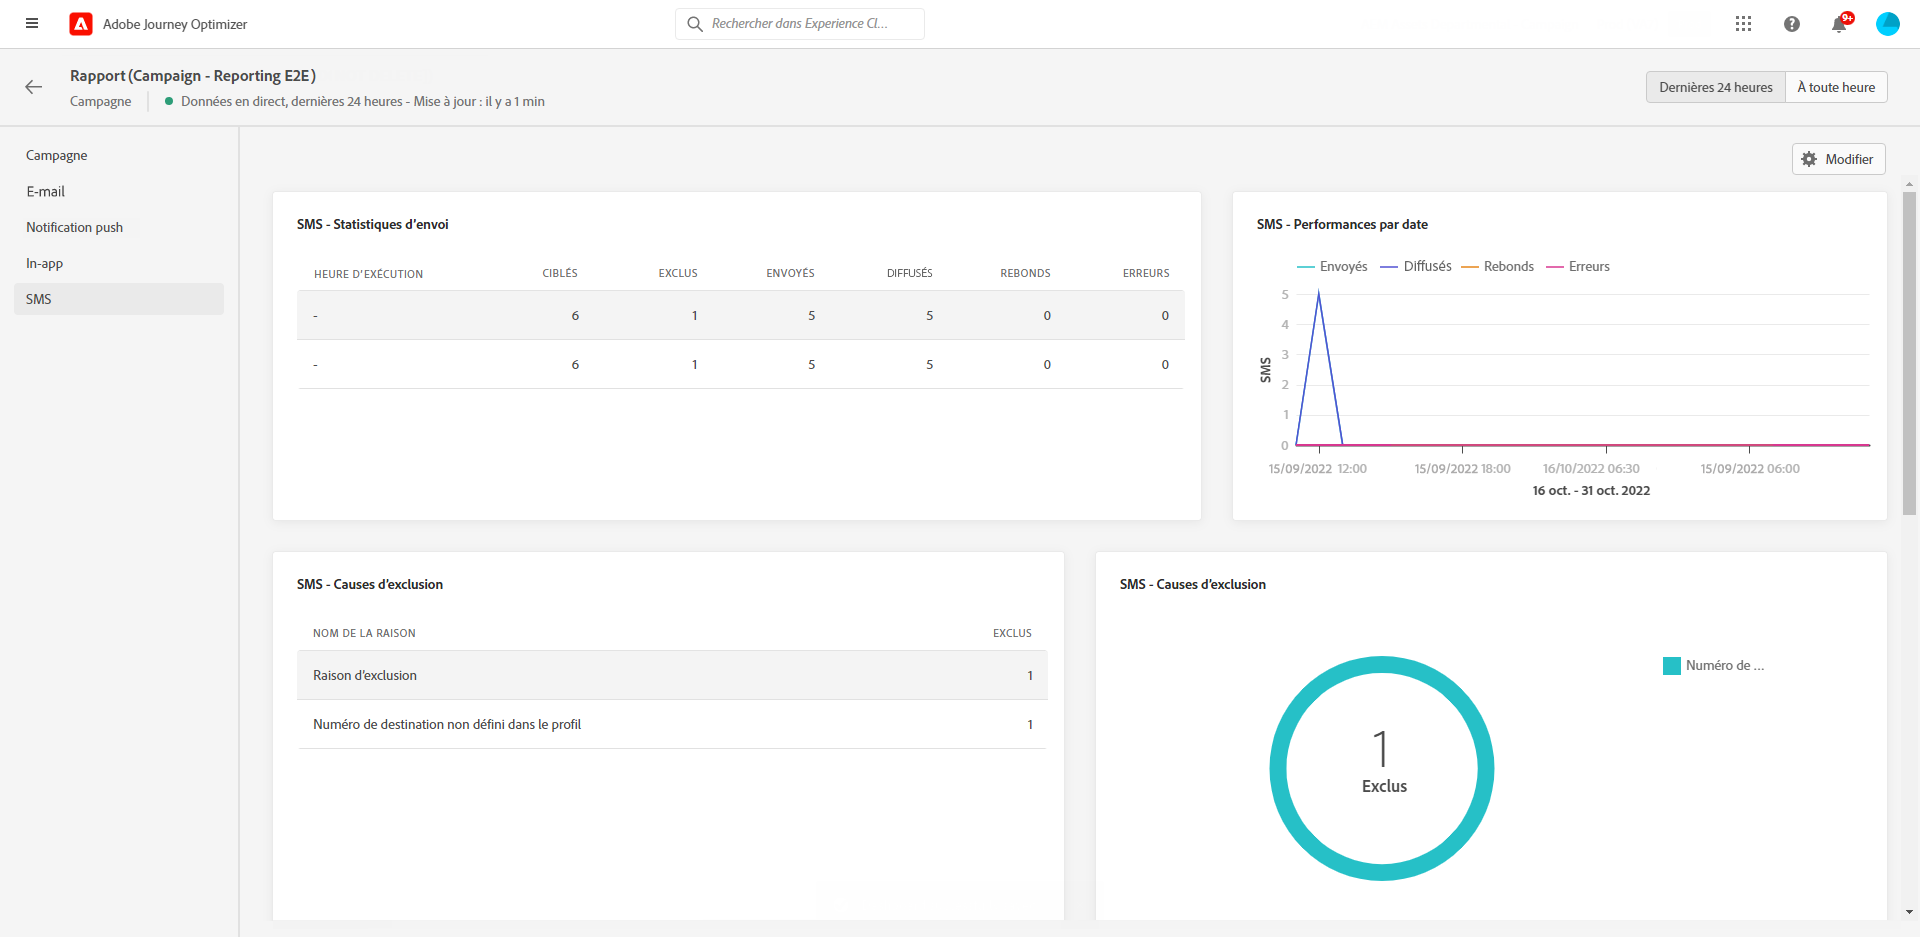 Adobe Journey Optimizer
Rechercher dans Experience Cl...
9+
Rapport (Campaign - Reporting E2E)
Campagne
Données en direct, dernières 24 heures - Mise à jour : il y a 1 min
Dernières 24 heures
À toute heure
Campagne
E-mail
Notification push
In-app
SMS
Modifier
SMS - Statistiques d'envoi
HEURE D'EXÉCUTION CIBLÉS EXCLUS ENVOYÉS DIFFUSÉS REBONDS ERREURS
- 6 1 5 5 0 0
- 6 1 5 5 0 0
SMS - Performances par date
Envoyés Diffusés Rebonds Erreurs
5
4
3
2
1
0
SMS
15/09/2022 12:00 15/09/2022 18:00 16/10/2022 06:30 15/09/2022 06:00
16 oct. - 31 oct. 2022
SMS - Causes d'exclusion
NOM DE LA RAISON EXCLUS
Raison d'exclusion 1
Numéro de destination non défini dans le profil 1
SMS - Causes d'exclusion
1
Exclus
Numéro de ...